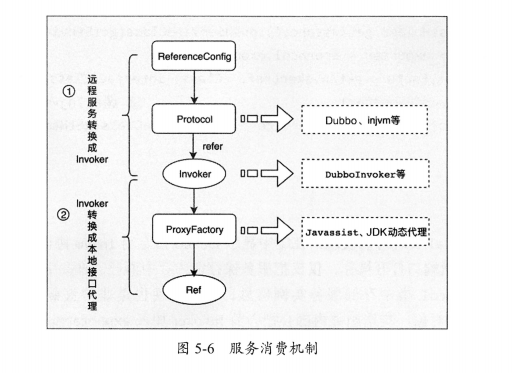 ReferenceConfig
①
远程服务转换成Invoker
Protocol
Dubbo、injvm等
refer
Invoker
DubboInvoker等
②
Invoker转换成本地接口代理
ProxyFactory
Javassist、JDK动态代理
Ref
图 5-6 服务消费机制